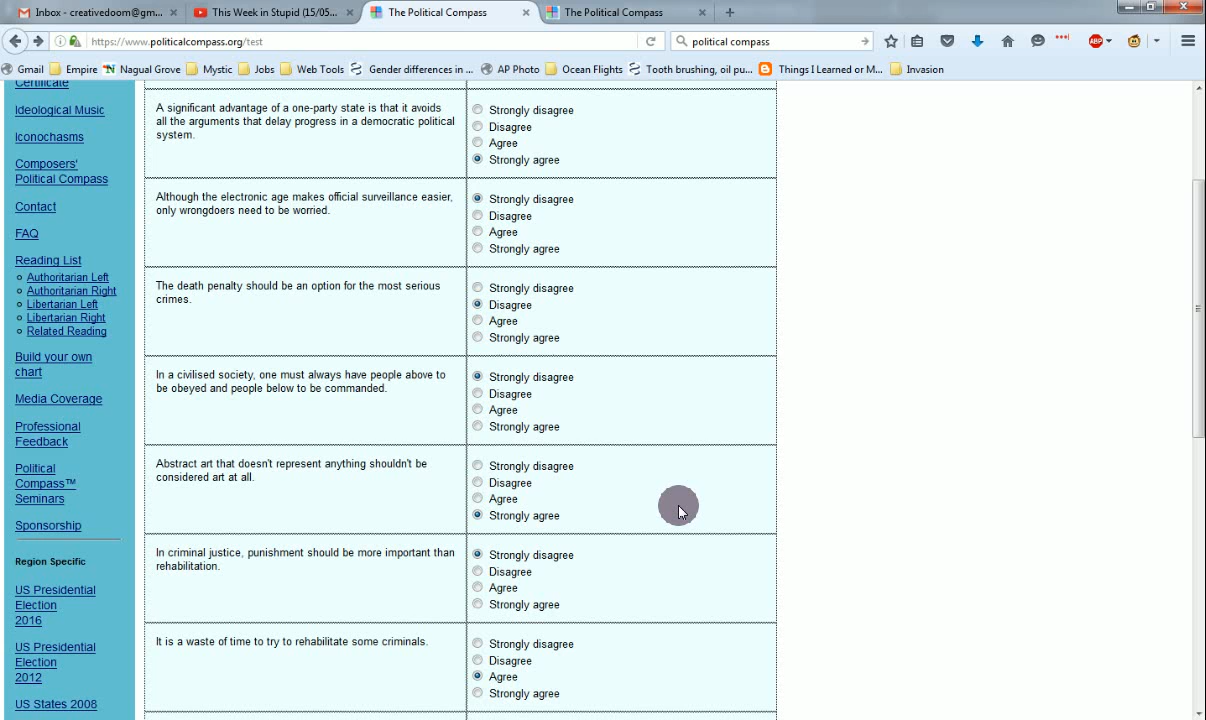 Inbox - creativedoom@gm...
This Week in Stupid (15/05...
The Political Compass
The Political Compass
https://www.politicalcompass.org/test
political compass
Gmail
Empire
Nagual Grove
Mystic
Jobs
Web Tools
Gender differences in ...
AP Photo
Ocean Flights
Tooth brushing, oil pu...
Things I Learned or M...
Invasion
Certificate
Ideological Music
Iconochasms
Composers'
Political Compass
Contact
FAQ
Reading List
Authoritarian Left
Authoritarian Right
Libertarian Left
Libertarian Right
Related Reading
Build your own
chart
Media Coverage
Professional
Feedback
Political
Compass™
Seminars
Sponsorship
Region Specific
US Presidential
Election
2016
US Presidential
Election
2012
US States 2008
A significant advantage of a one-party state is that it avoids
all the arguments that delay progress in a democratic political
system.
Strongly disagree
Disagree
Agree
Strongly agree
Although the electronic age makes official surveillance easier,
only wrongdoers need to be worried.
Strongly disagree
Disagree
Agree
Strongly agree
The death penalty should be an option for the most serious
crimes.
Strongly disagree
Disagree
Agree
Strongly agree
In a civilised society, one must always have people above to
be obeyed and people below to be commanded.
Strongly disagree
Disagree
Agree
Strongly agree
Abstract art that doesn't represent anything shouldn't be
considered art at all.
Strongly disagree
Disagree
Agree
Strongly agree
In criminal justice, punishment should be more important than
rehabilitation.
Strongly disagree
Disagree
Agree
Strongly agree
It is a waste of time to try to rehabilitate some criminals.
Strongly disagree
Disagree
Agree
Strongly agree